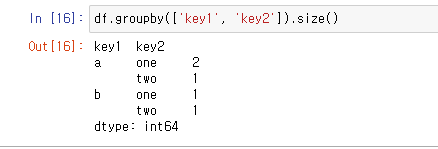 In [16]: df.groupby(['key1', 'key2']).size()
Out[16]: key1 key2
a one 2
two 1
b one 1
two 1
dtype: int64